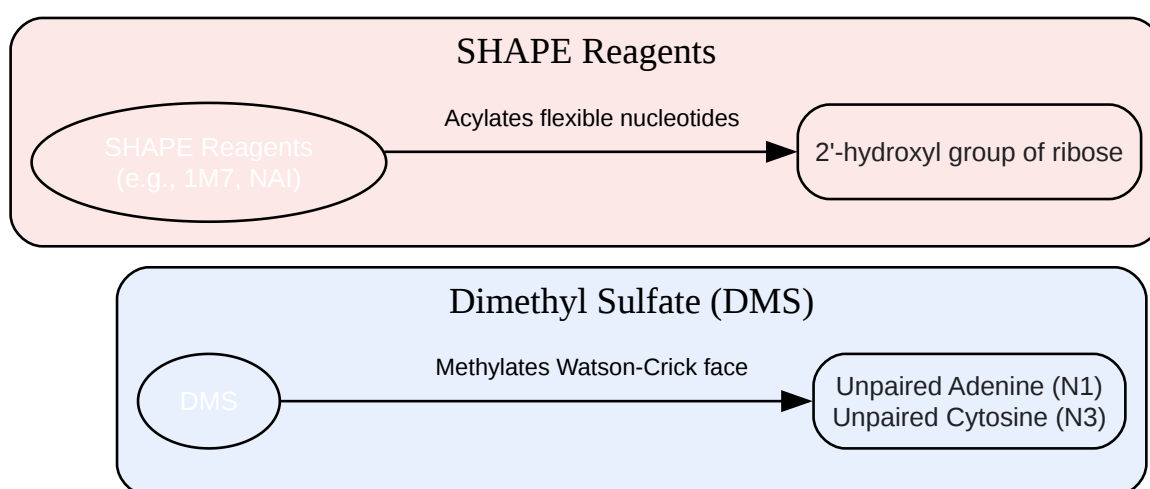 SHAPE Reagents
SHAPE Reagents
(e.g., 1M7, NAI)
Acylates flexible nucleotides
2'-hydroxyl group of ribose
Dimethyl Sulfate (DMS)
DMS
Methylates Watson-Crick face
Unpaired Adenine (N1)
Unpaired Cytosine (N3)